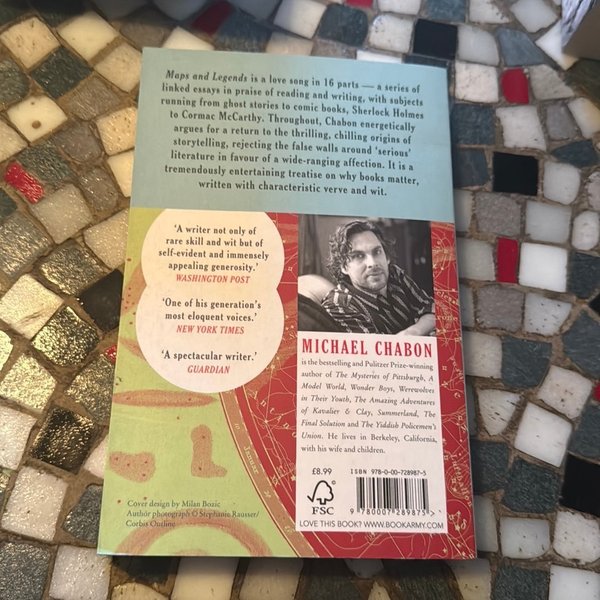 Maps and Legends is a love song in 16 parts — a series of
linked essays in praise of reading and writing, with subjects
running from ghost stories to comic books, Sherlock Holmes
to Cormac McCarthy. Throughout, Chabon energetically
argues for a return to the thrilling, chilling origins of
storytelling, rejecting the false walls around ‘serious’
literature in favour of a wide-ranging affection. It is a
tremendously entertaining treatise on why books matter,
written with characteristic verve and wit.
‘A writer not only of
rare skill and wit but of
self-evident and immensely
appealing generosity.’
WASHINGTON POST
‘One of his generation’s
most eloquent voices.’
NEW YORK TIMES
‘A spectacular writer.’
GUARDIAN
MICHAEL CHABON
is the bestselling and Pulitzer Prize-winning
author of The Mysteries of Pittsburgh, A
Model World, Wonder Boys, Werewolves
in Their Youth, The Amazing Adventures
of Kavalier & Clay, Summerland, The
Final Solution and The Yiddish Policemen’s
Union. He lives in Berkeley, California,
with his wife and children.
£8.99
ISBN 978-0-00-728987-5
FSC
9 780007 289875 >
LOVE THIS BOOK? WWW.BOOKARMY.COM
Cover design by Milan Bozic
Author photograph © Stephanie Rausser/
Corbis Outline